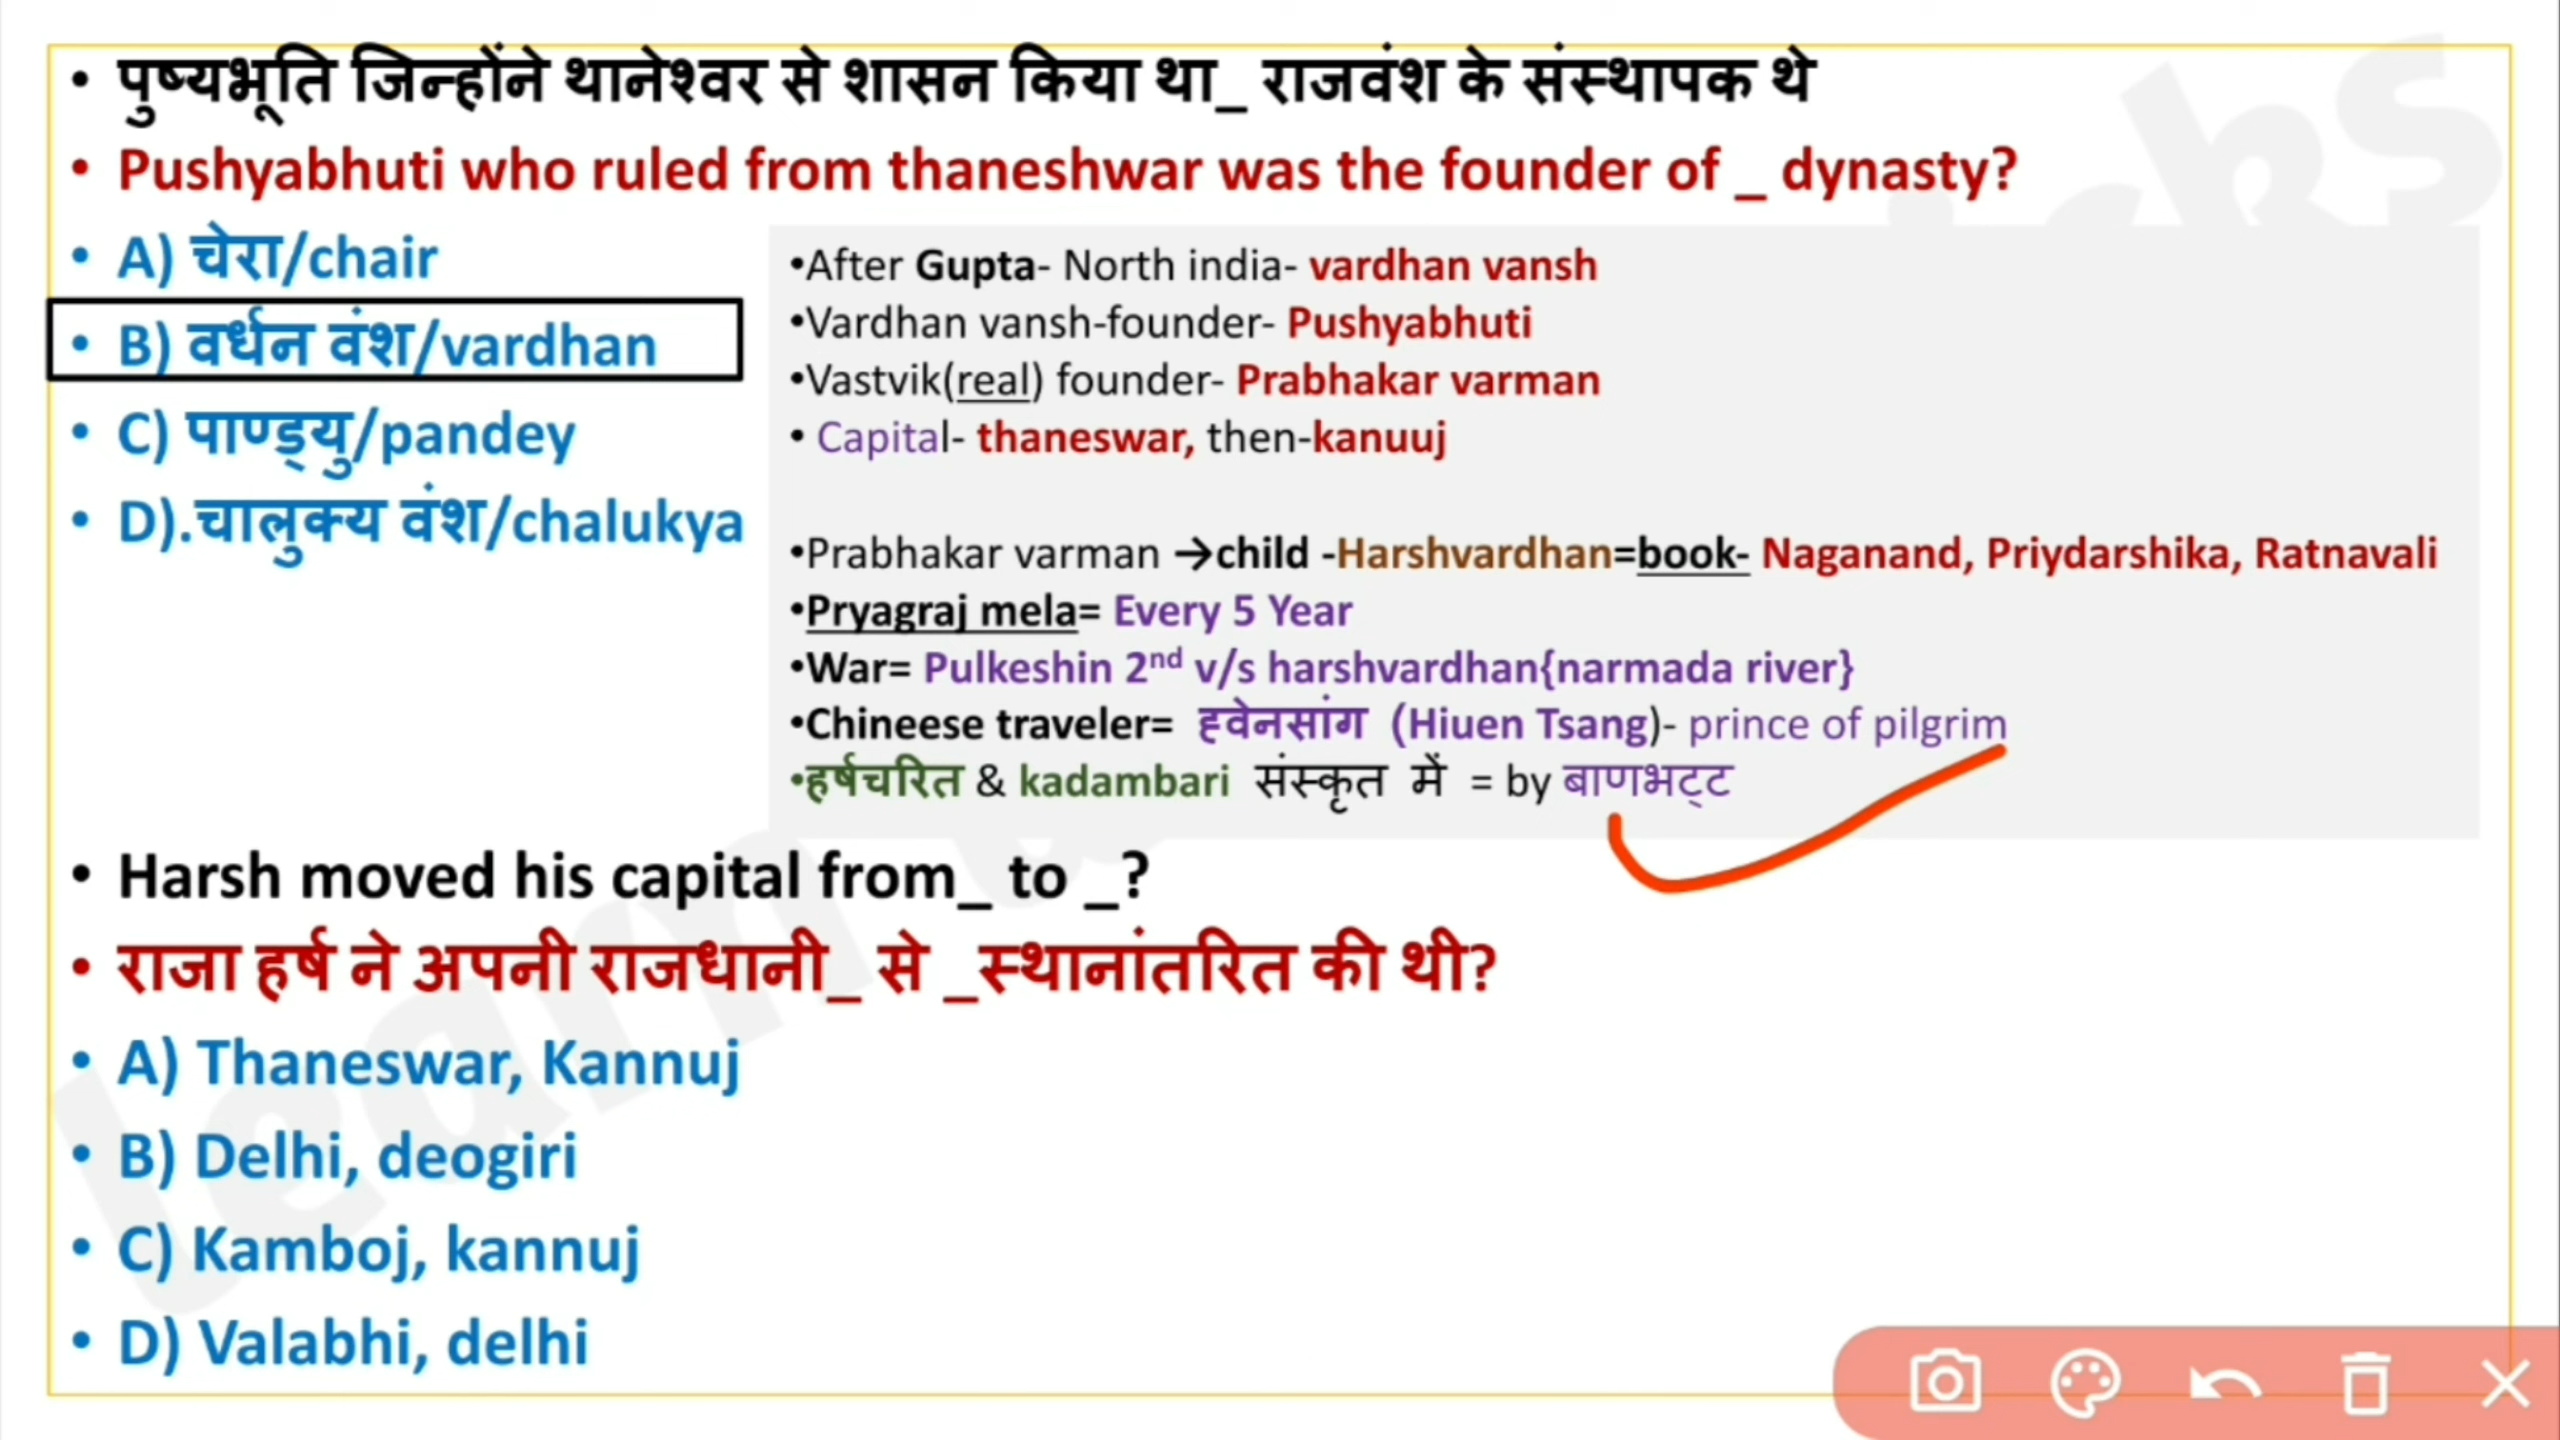 • पुष्यभूति जिन्होंने थानेश्वर से शासन किया था_ राजवंश के संस्थापक थे
• Pushyabhuti who ruled from thaneshwar was the founder of _ dynasty?
• A) चेरा/chair
• B) वर्धन वंश/vardhan
• C) पाण्ड्यु/pandey
• D).चालुक्य वंश/chalukya
•After Gupta- North india- vardhan vansh
•Vardhan vansh-founder- Pushyabhuti
•Vastvik(real) founder- Prabhakar varman
• Capital- thaneswar, then-kanuuj
•Prabhakar varman →child -Harshvardhan=book- Naganand, Priydarshika, Ratnavali
•Pryagraj mela= Every 5 Year
•War= Pulkeshin 2nd v/s harshvardhan{narmada river}
•Chineese traveler= ह्वेनसांग (Hiuen Tsang)- prince of pilgrim
•हर्षचरित & kadambari संस्कृत में = by बाणभट्ट
• Harsh moved his capital from_ to _?
• राजा हर्ष ने अपनी राजधानी_ से _स्थानांतरित की थी?
• A) Thaneswar, Kannuj
• B) Delhi, deogiri
• C) Kamboj, kannuj
• D) Valabhi, delhi